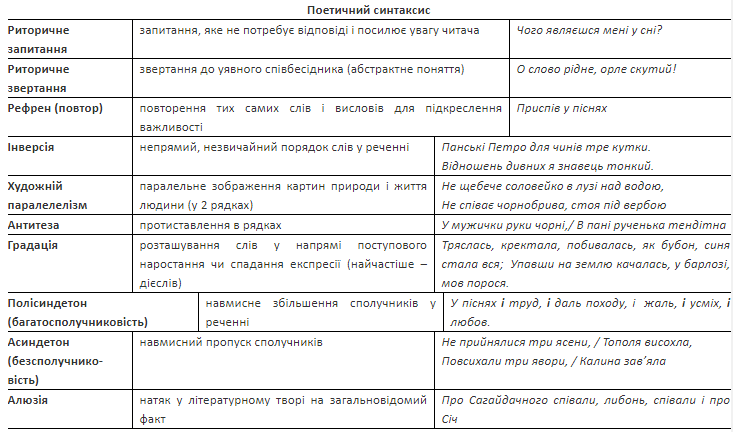 Поетичний синтаксис
Риторичне запитання, яке не потребує відповіді і посилює увагу читача Чого являєшся мені у сні?
запитання
Риторичне звертання до уявного співбесідника (абстрактне поняття) О слово рідне, орле скутий!
звертання
Рефрен (повтор) повторення тих самих слів і висловів для підкреслення Приспів у піснях
важливості
Інверсія непрямий, незвичайний порядок слів у реченні Панські Петро для чинів тре кутки.
Відношень дивних я знавець тонкий.
Художній паралельне зображення картин природи і життя Не щебече соловейко в лузі над водою,
паралелелізм людини (у 2 рядках) Не співає чорнобрива, стоя під вербою
Антитеза протиставлення в рядках У мужички руки чорні,/ В пані рученька тендітна
Градація розташування слів у напрямі поступового Тряслась, кректала, побивалась, як бубон, синя
наростання чи спадання експресії (найчастіше – стала вся; Упавши на землю качалась, у барлозі,
дієслів) мов порося.
Полісиндетон навмисне збільшення сполучників у У піснях і труд, і даль походу, і жаль, і усміх, і
(багатосполучниковість) реченні любов.
Асиндетон навмисний пропуск сполучників Не прийнялися три ясени, / Тополя висохла,
(безсполучнико- Повсихали три явори, / Калина зав’яла
вість)
Алюзія натяк у літературному творі на загальновідомий Про Сагайдачного співали, либонь, співали і про
факт Січ